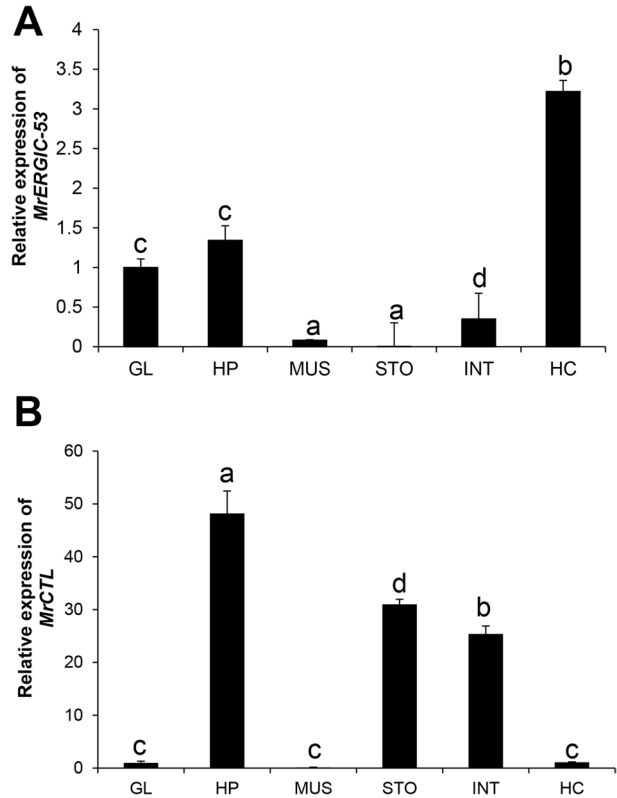 A
Relative expression of
MrERGIC-53
4
3.5
3
2.5
2
1.5
1
0.5
0
c
c
a
a
d
b
GL HP MUS STO INT HC
B
Relative expression of
MrCTL
60
50
40
30
20
10
0
c
a
c
d
b
c
GL HP MUS STO INT HC